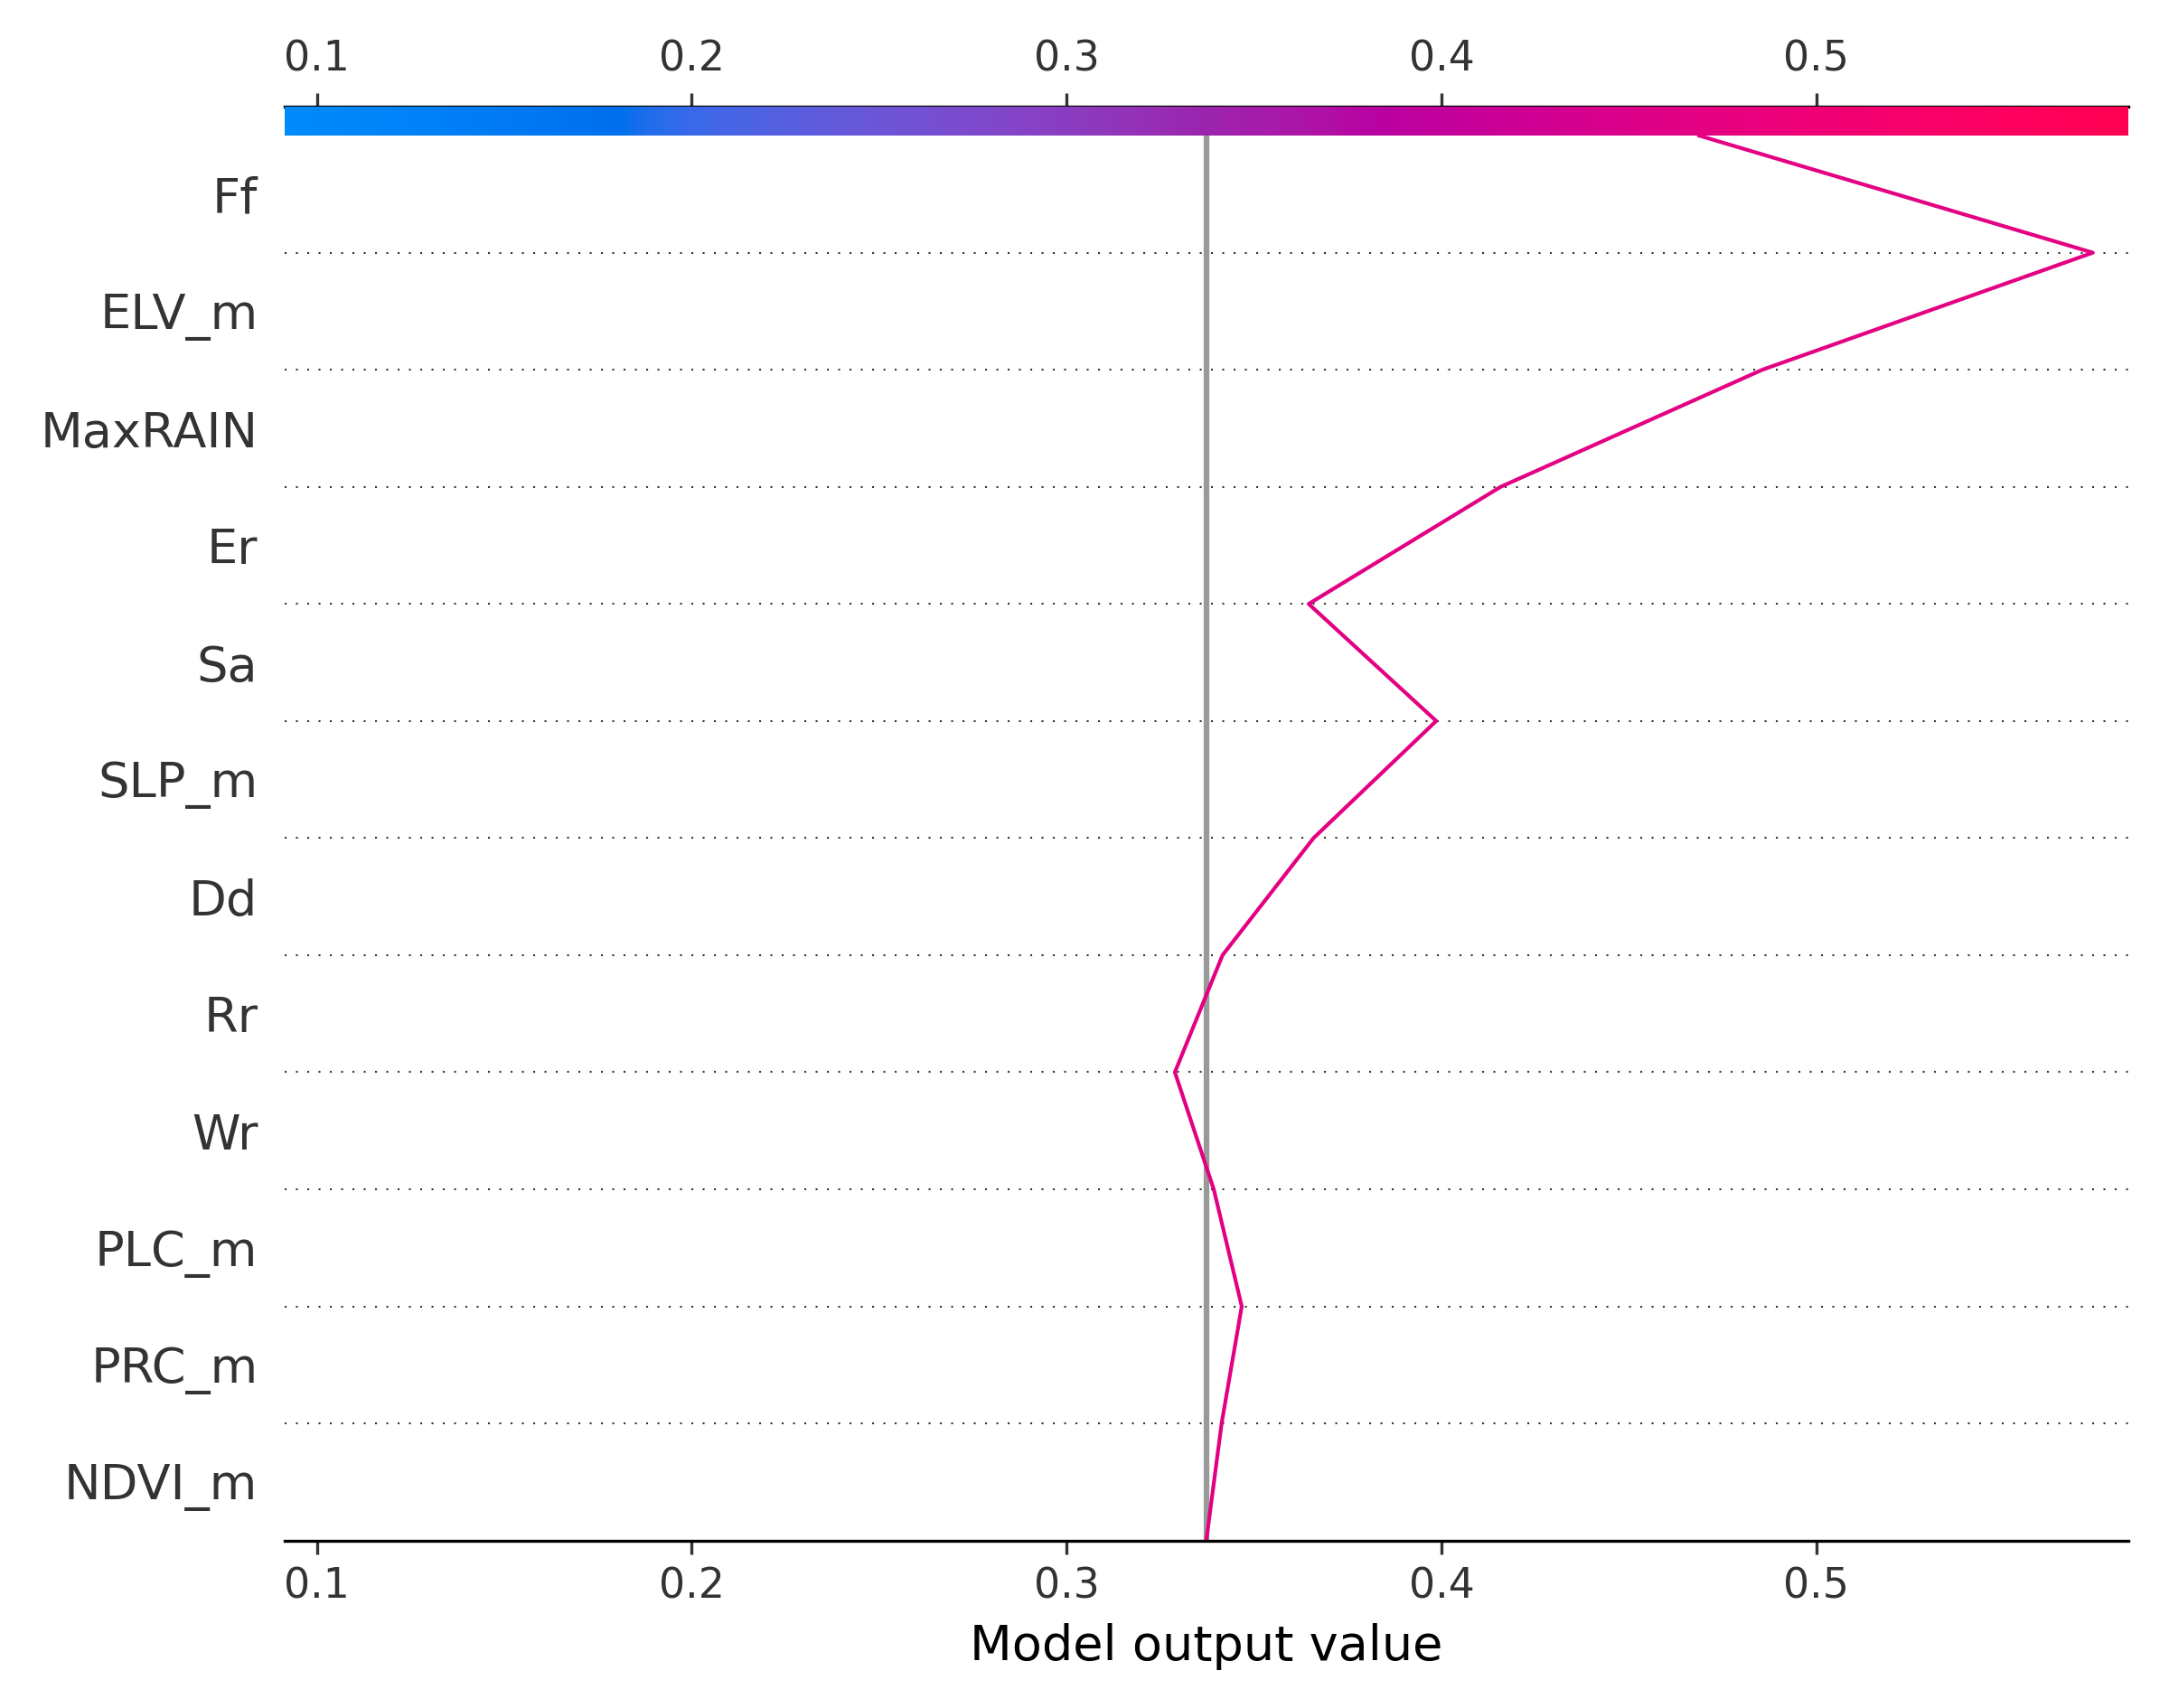 0.1 0.2 0.3 0.4 0.5
Ff
ELV_m
MaxRAIN
Er
Sa
SLP_m
Dd
Rr
Wr
PLC_m
PRC_m
NDVI_m
0.1 0.2 0.3 0.4 0.5
Model output value